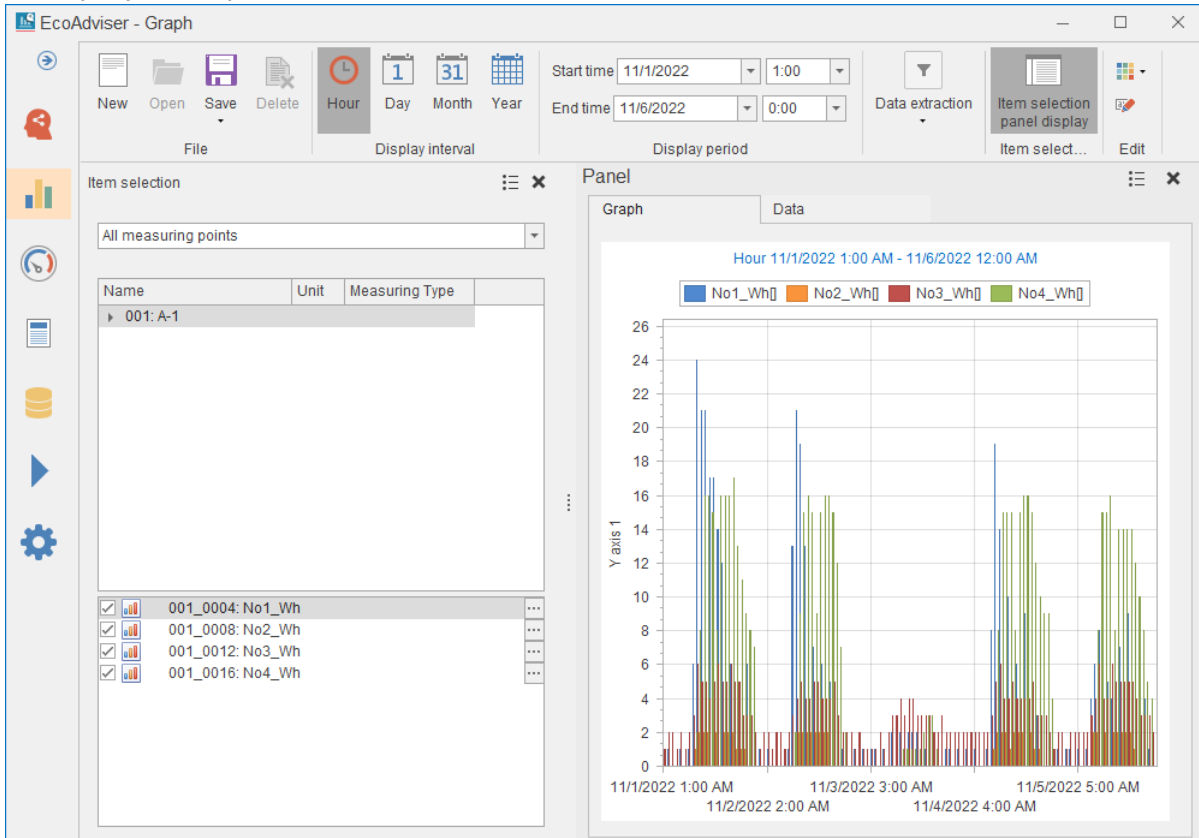 EcoAdviser - Graph
New Open Save Delete
File
Hour Day Month Year
Display interval
Start time 11/1/2022 1:00
End time 11/6/2022 0:00
Display period
Data extraction
Item selection
panel display
Item select...
Edit
Item selection
All measuring points
Name Unit Measuring Type
001: A-1
001_0004: No1_Wh
001_0008: No2_Wh
001_0012: No3_Wh
001_0016: No4_Wh
Panel
Graph Data
Hour 11/1/2022 1:00 AM - 11/6/2022 12:00 AM
No1_Wh[] No2_Wh[] No3_Wh[] No4_Wh[]
Y axis 1
26
24
22
20
18
16
14
12
10
8
6
4
2
0
11/1/2022 1:00 AM 11/3/2022 3:00 AM 11/5/2022 5:00 AM
11/2/2022 2:00 AM 11/4/2022 4:00 AM